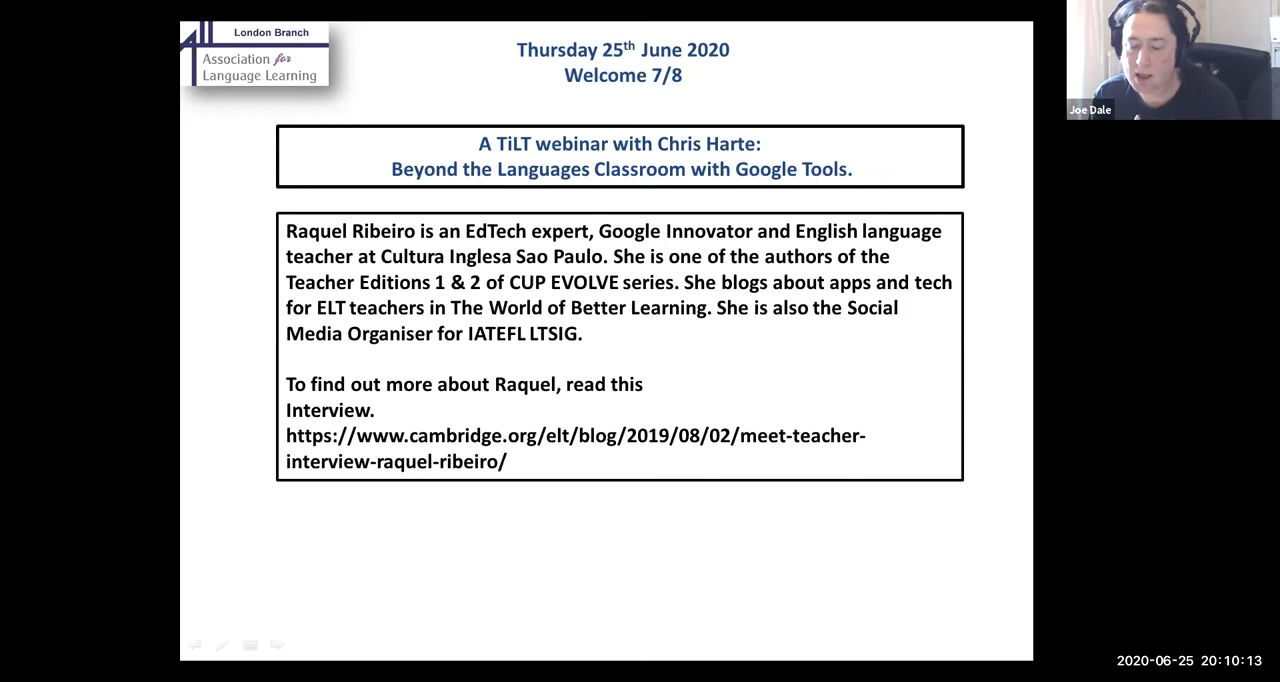 London Branch
Association for
Language Learning
Thursday 25th June 2020
Welcome 7/8
A TiLT webinar with Chris Harte:
Beyond the Languages Classroom with Google Tools.
Raquel Ribeiro is an EdTech expert, Google Innovator and English language
teacher at Cultura Inglesa Sao Paulo. She is one of the authors of the
Teacher Editions 1 & 2 of CUP EVOLVE series. She blogs about apps and tech
for ELT teachers in The World of Better Learning. She is also the Social
Media Organiser for IATEFL LTSIG.
To find out more about Raquel, read this
Interview.
https://www.cambridge.org/elt/blog/2019/08/02/meet-teacher-
interview-raquel-ribeiro/
Joe Dale
2020-06-25 20:10:13